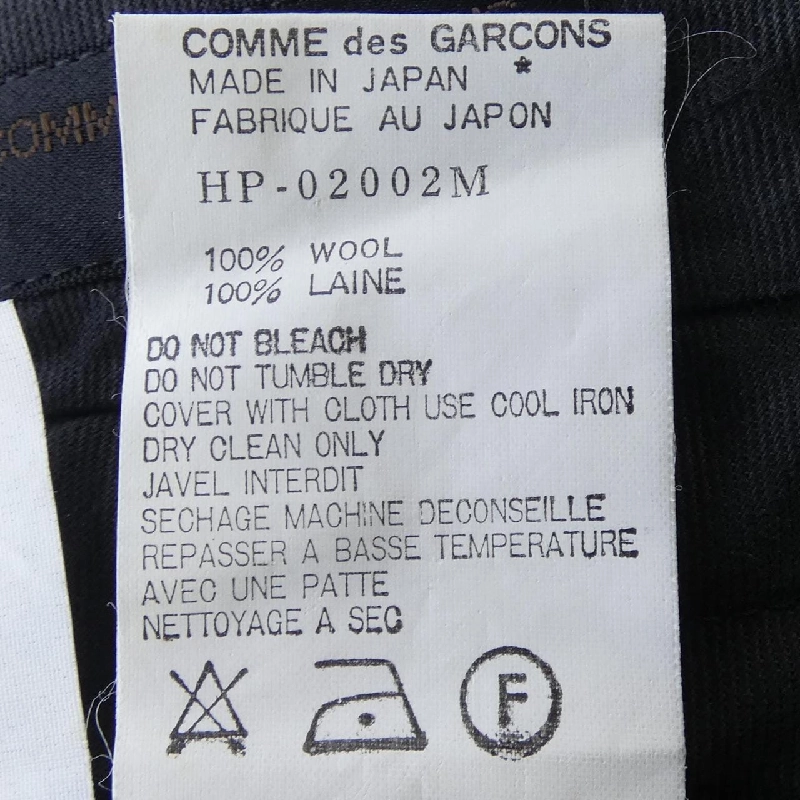 COMME des GARCONS
*
MADE IN JAPAN
FABRIQUE AU JAPON
HP-02002M
100% WOOL
100% LAINE
DO NOT BLEACH
DO NOT TUMBLE DRY
COVER WITH CLOTH USE COOL IRON
DRY CLEAN ONLY
JAVEL INTERDIT
SECHAGE MACHINE DECONSEILLE
REPASSER A BASSE TEMPERATURE
AVEC UNE PATTE
NETTOYAGE A SEC
F